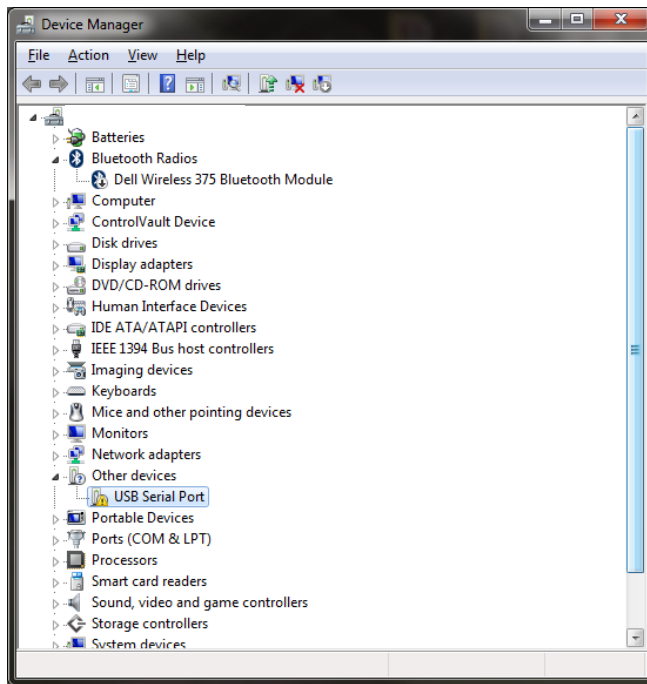 Device Manager
File Action View Help
Batteries
Bluetooth Radios
Dell Wireless 375 Bluetooth Module
Computer
ControlVault Device
Disk drives
Display adapters
DVD/CD-ROM drives
Human Interface Devices
IDE ATA/ATAPI controllers
IEEE 1394 Bus host controllers
Imaging devices
Keyboards
Mice and other pointing devices
Monitors
Network adapters
Other devices
USB Serial Port
Portable Devices
Ports (COM & LPT)
Processors
Smart card readers
Sound, video and game controllers
Storage controllers
System devices